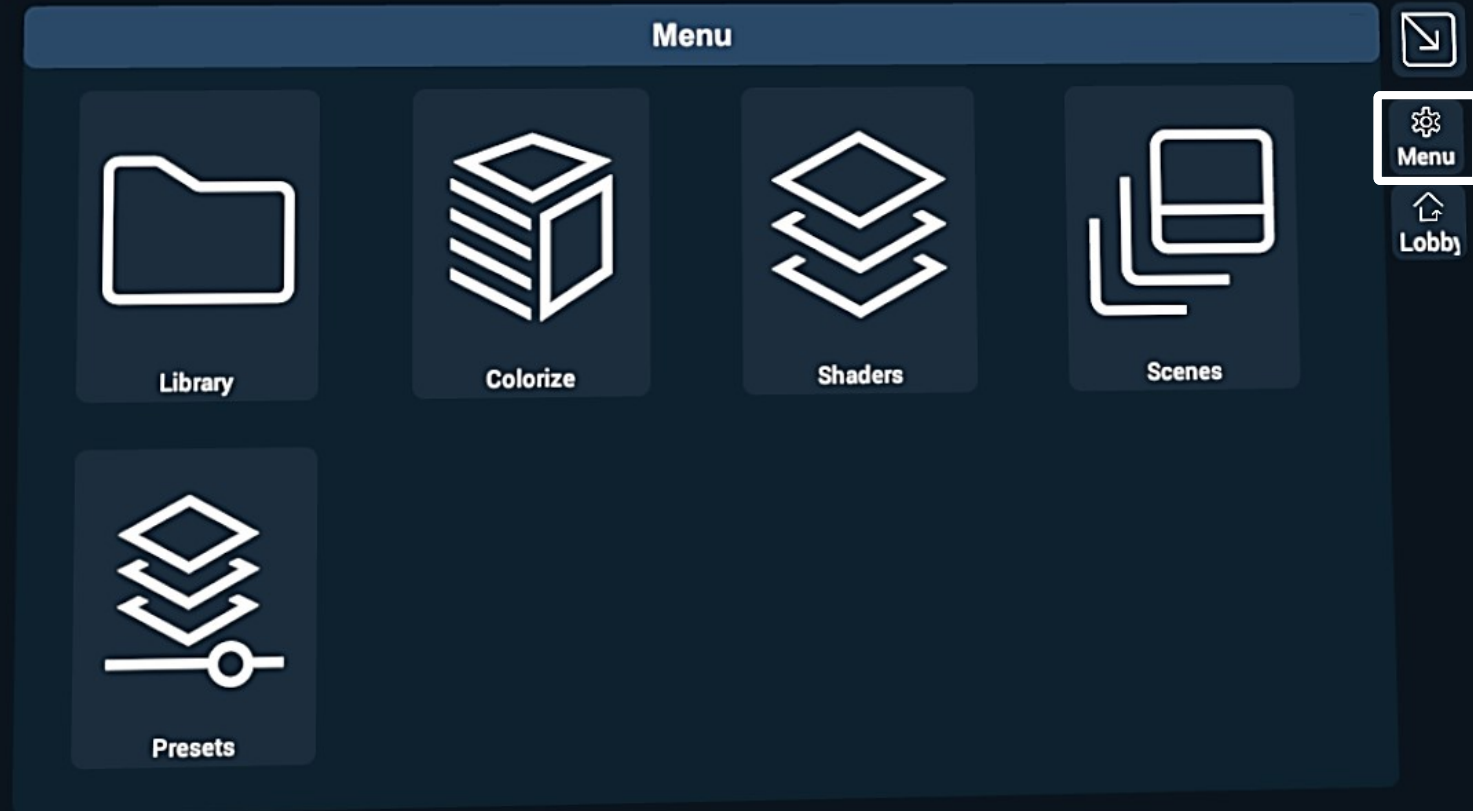 Menu
Menu
Lobby
Library
Colorize
Shaders
Scenes
Presets